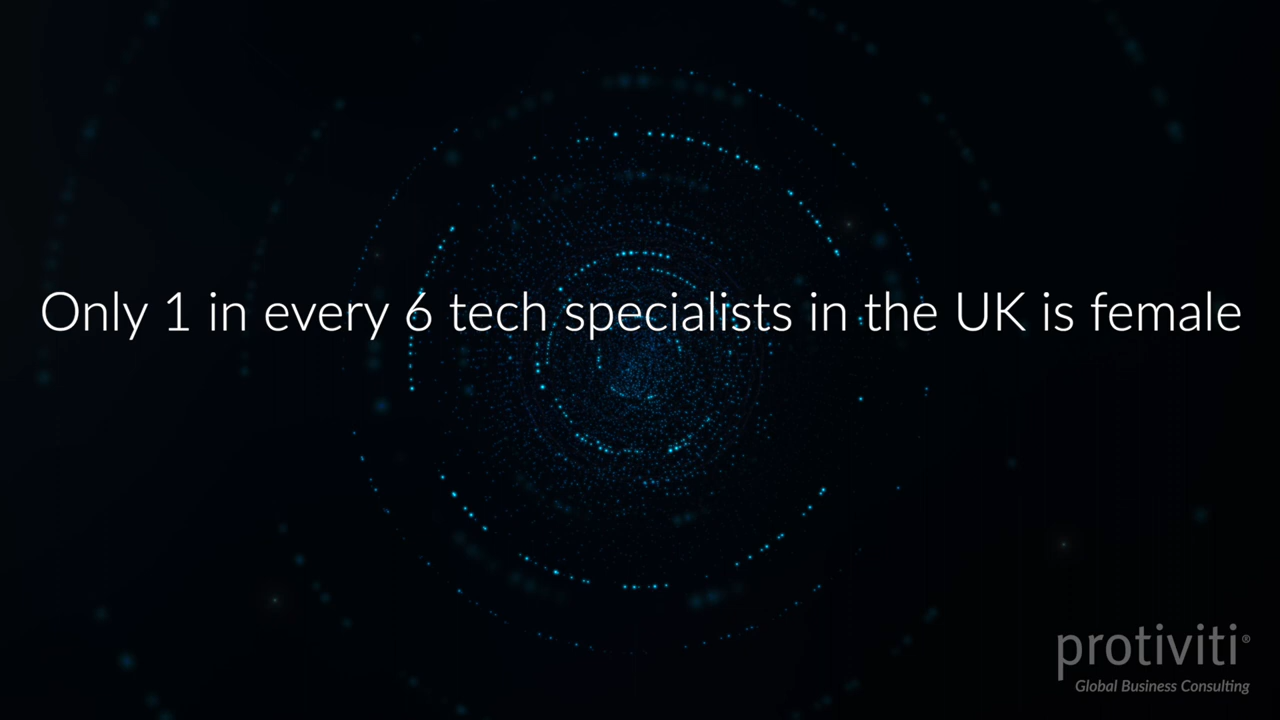 Only 1 in every 6 tech specialists in the UK is female
protiviti®
Global Business Consulting